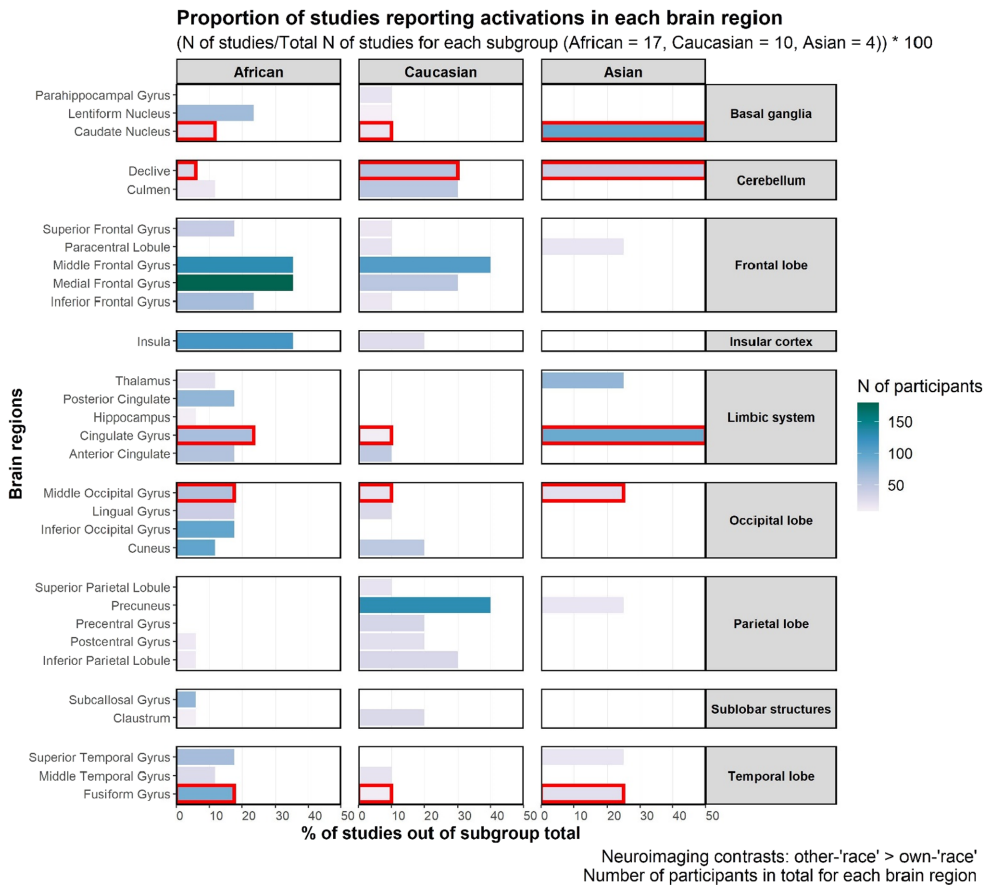 Proportion of studies reporting activations in each brain region
(N of studies/Total N of studies for each subgroup (African = 17, Caucasian = 10, Asian = 4)) * 100
African Caucasian Asian
Parahippocampal Gyrus
Lentiform Nucleus
Caudate Nucleus
Basal ganglia
Declive
Culmen
Cerebellum
Superior Frontal Gyrus
Paracentral Lobule
Middle Frontal Gyrus
Medial Frontal Gyrus
Inferior Frontal Gyrus
Frontal lobe
Insula
Insular cortex
Thalamus
Posterior Cingulate
Hippocampus
Cingulate Gyrus
Anterior Cingulate
Limbic system
Middle Occipital Gyrus
Lingual Gyrus
Inferior Occipital Gyrus
Cuneus
Occipital lobe
Superior Parietal Lobule
Precuneus
Precentral Gyrus
Postcentral Gyrus
Inferior Parietal Lobule
Parietal lobe
Subcallosal Gyrus
Claustrum
Sublobar structures
Superior Temporal Gyrus
Middle Temporal Gyrus
Fusiform Gyrus
Temporal lobe
Brain regions
0 10 20 30 40 50 0 10 20 30 40 50 0 10 20 30 40 50
% of studies out of subgroup total
N of participants
150
100
50
Neuroimaging contrasts: other-'race' > own-'race'
Number of participants in total for each brain region